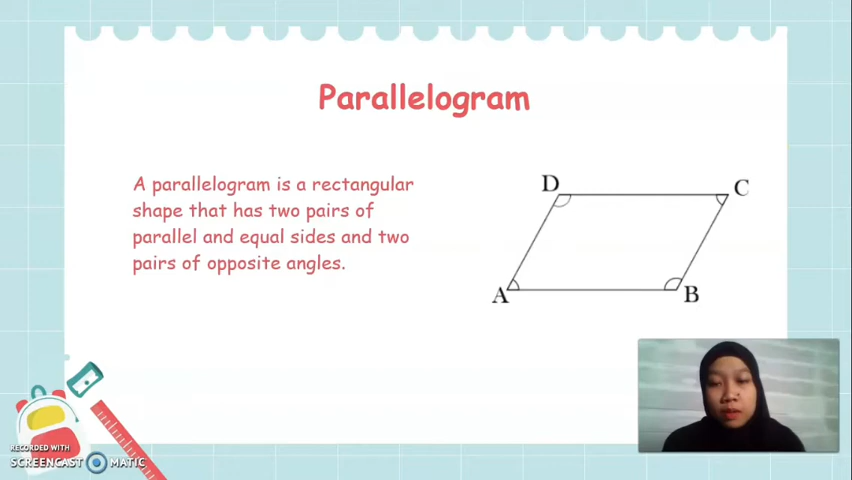 Parallelogram
A parallelogram is a rectangular
shape that has two pairs of
parallel and equal sides and two
pairs of opposite angles.
D
C
A
B
RECORDED WITH
SCREENCAST MATIC